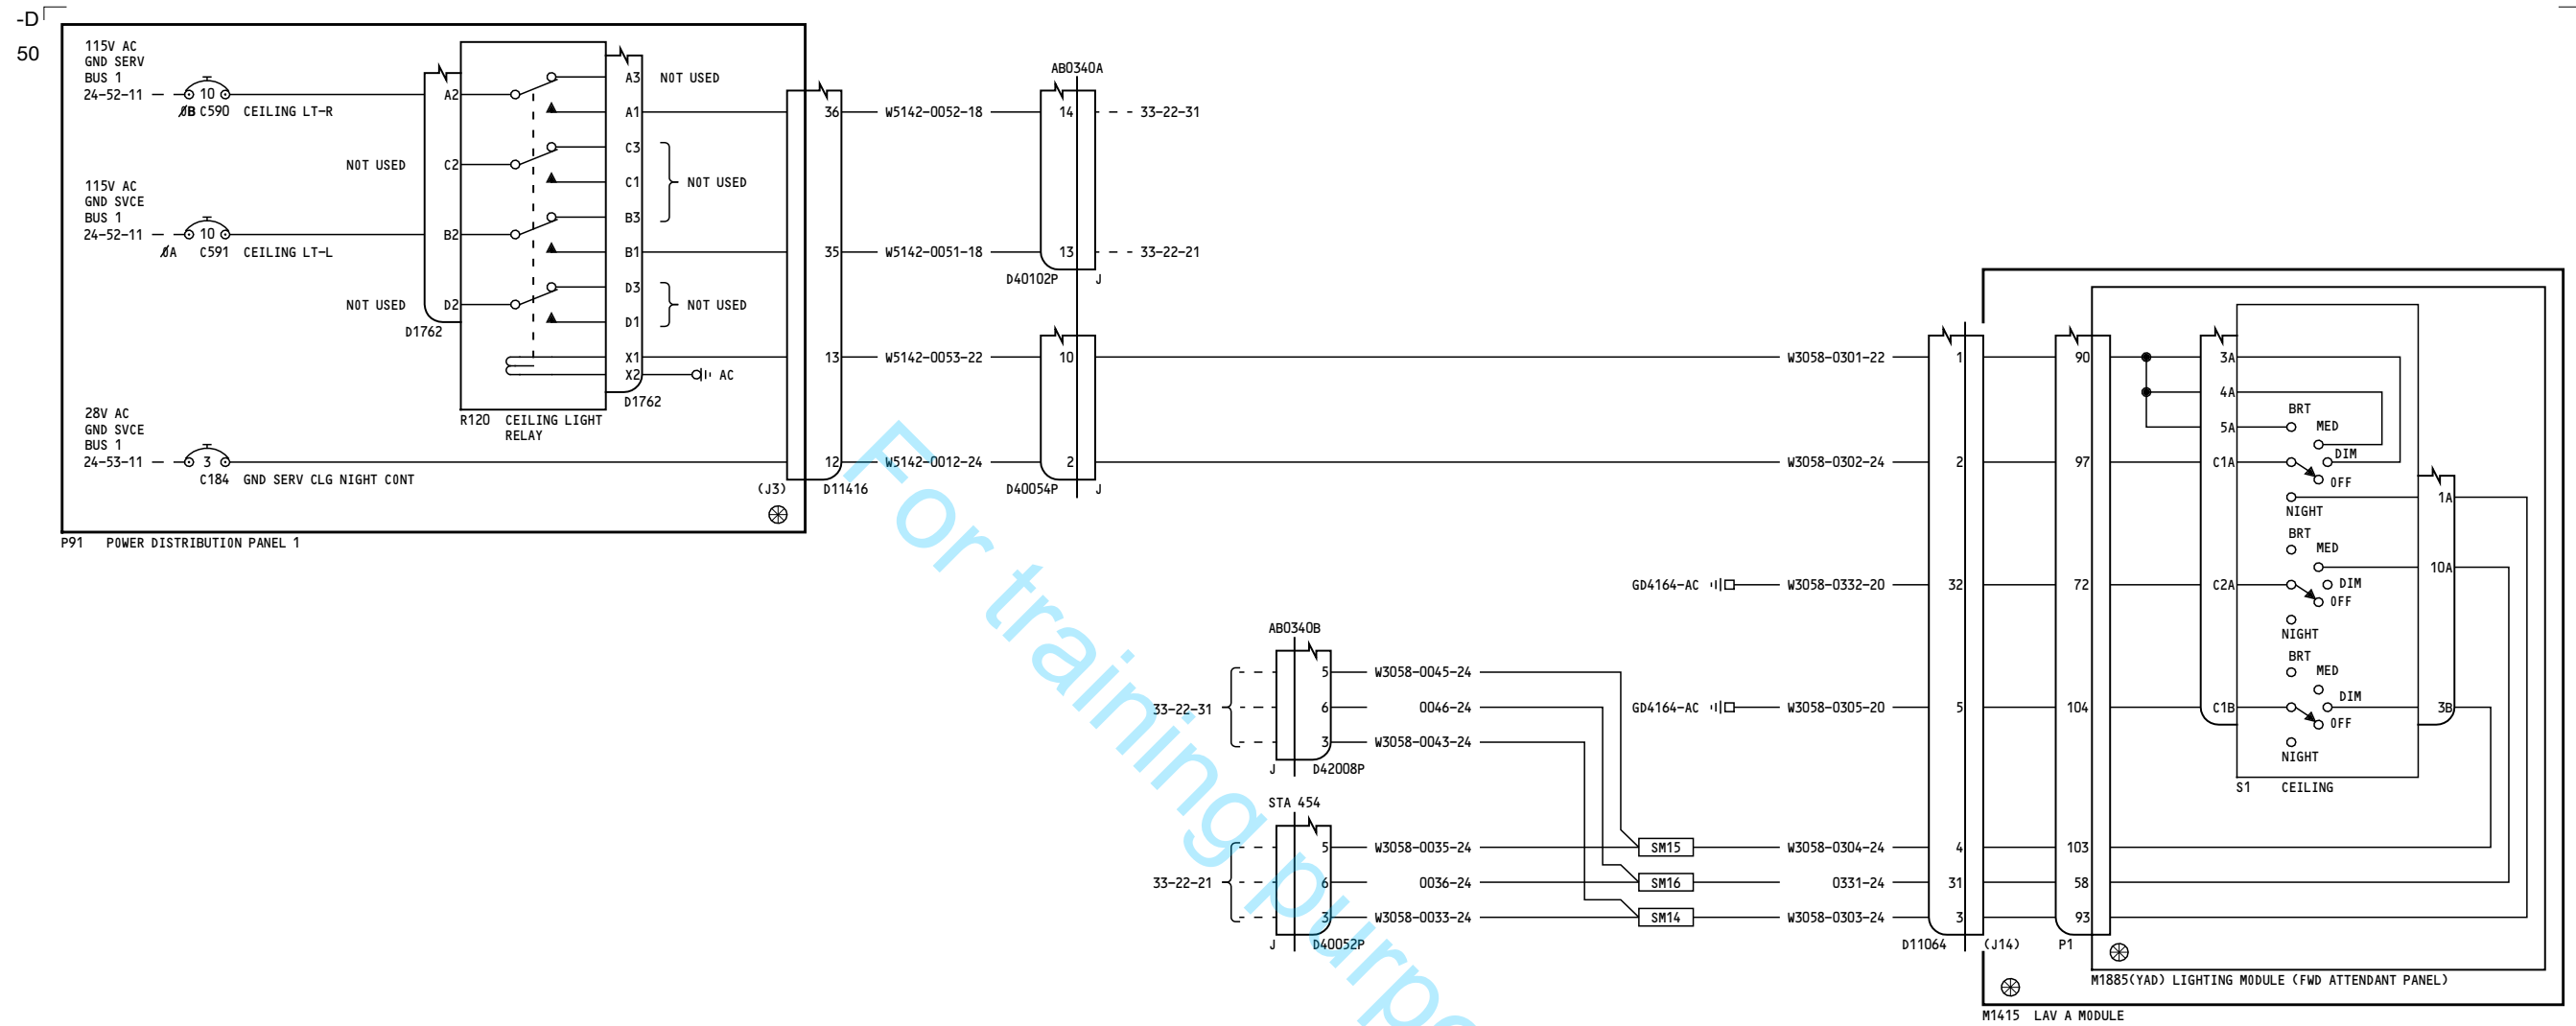 -D
50
115V AC
GND SERV
BUS 1
24-52-11
10
ØB C590 CEILING LT-R
NOT USED
115V AC
GND SVCE
BUS 1
24-52-11
10
ØA C591 CEILING LT-L
NOT USED
28V AC
GND SVCE
BUS 1
24-53-11
3
C184 GND SERV CLG NIGHT CONT
A2
C2
B2
D2
D1762
A3 NOT USED
A1
C3
C1 NOT USED
B3
B1
D3
NOT USED
D1
X1
X2 AC
D1762
R120 CEILING LIGHT
RELAY
(J3)
P91 POWER DISTRIBUTION PANEL 1
36
35
13
12
D11416
W5142-0052-18
W5142-0051-18
W5142-0053-22
W5142-0012-24
AB0340A
14 33-22-31
13 33-22-21
D40102P J
10
2
D40054P J
AB0340B
33-22-31
5 W3058-0045-24
6 0046-24
3 W3058-0043-24
J D42008P
STA 454
33-22-21
5 W3058-0035-24
6 0036-24
3 W3058-0033-24
J D40052P
SM15
SM16
SM14
W3058-0301-22
W3058-0302-24
GD4164-AC W3058-0332-20
GD4164-AC W3058-0305-20
W3058-0304-24
0331-24
W3058-0303-24
1
2
32
5
4
31
3
D11064 (J14)
90
97
72
104
103
58
93
P1
3A
4A
5A
C1A
C2A
C1B
BRT
MED
DIM
OFF
NIGHT
BRT
MED
DIM
OFF
NIGHT
BRT
MED
DIM
OFF
NIGHT
1A
10A
3B
S1 CEILING
M1885(YAD) LIGHTING MODULE (FWD ATTENDANT PANEL)
M1415 LAV A MODULE
For training purpo